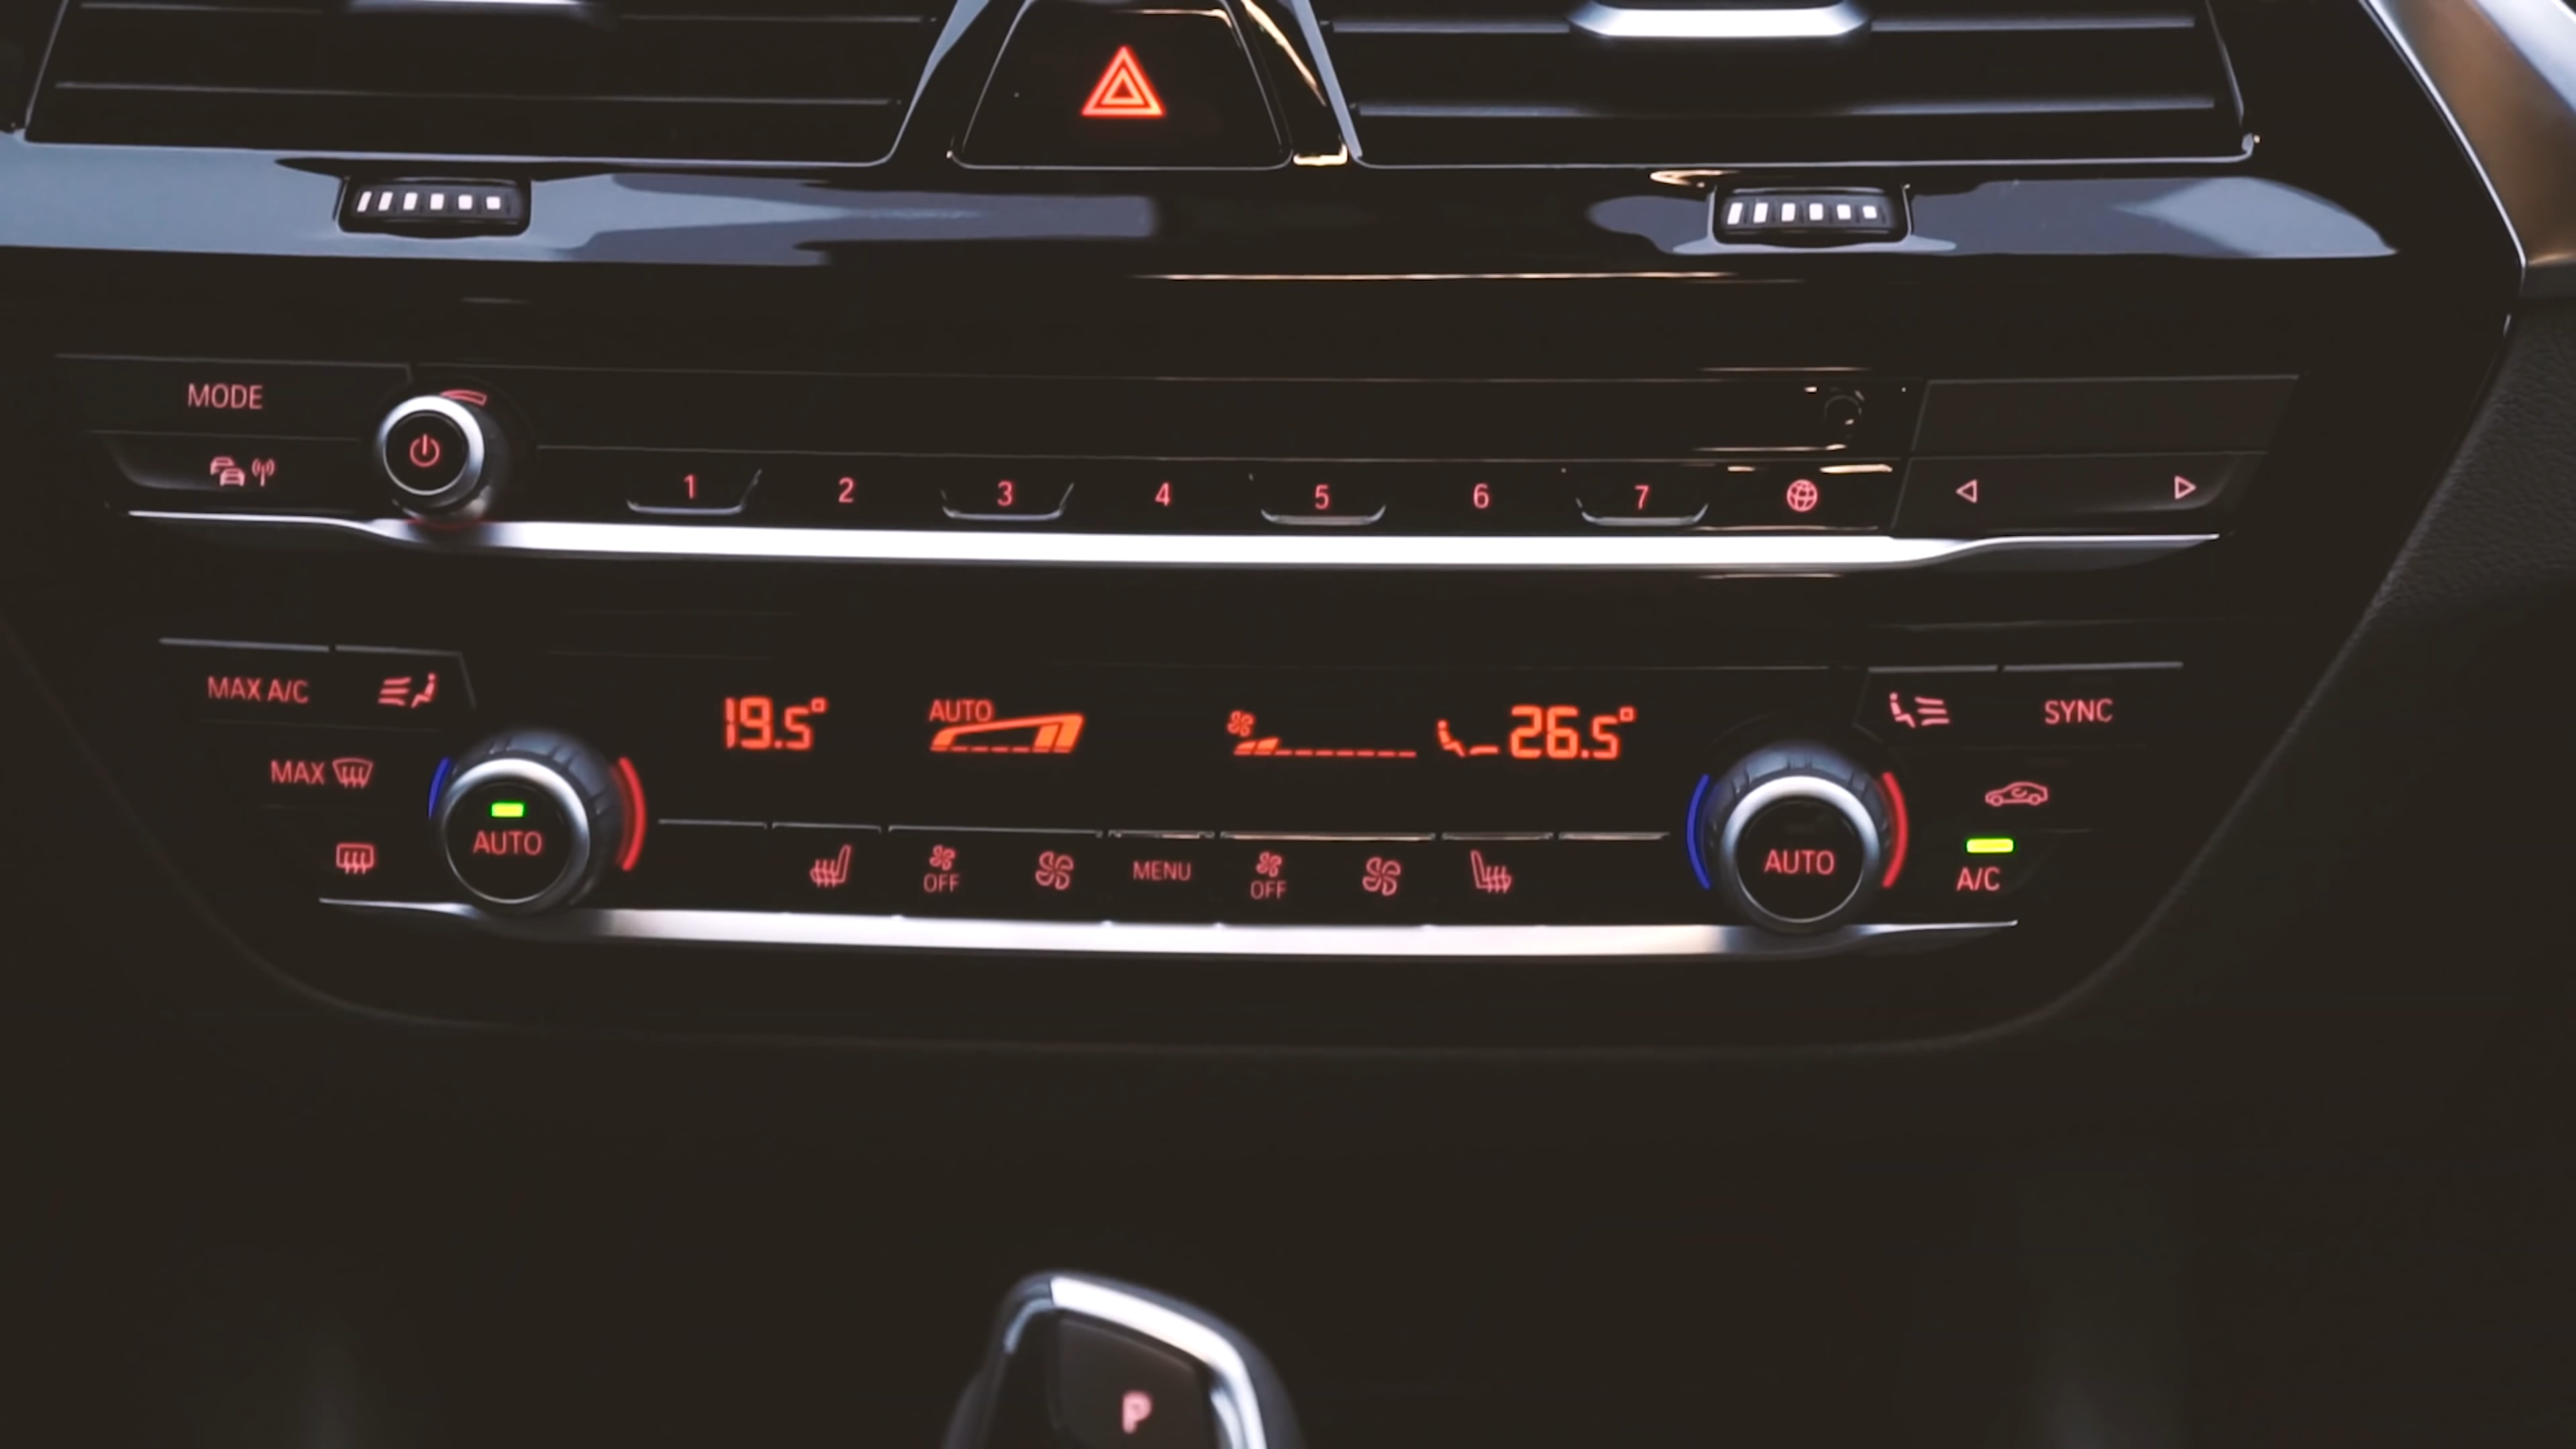 MODE
1 2 3 4 5 6 7
MAX A/C
19.5° AUTO 26.5°
SYNC
MAX
AUTO
OFF MENU OFF
AUTO
A/C
P